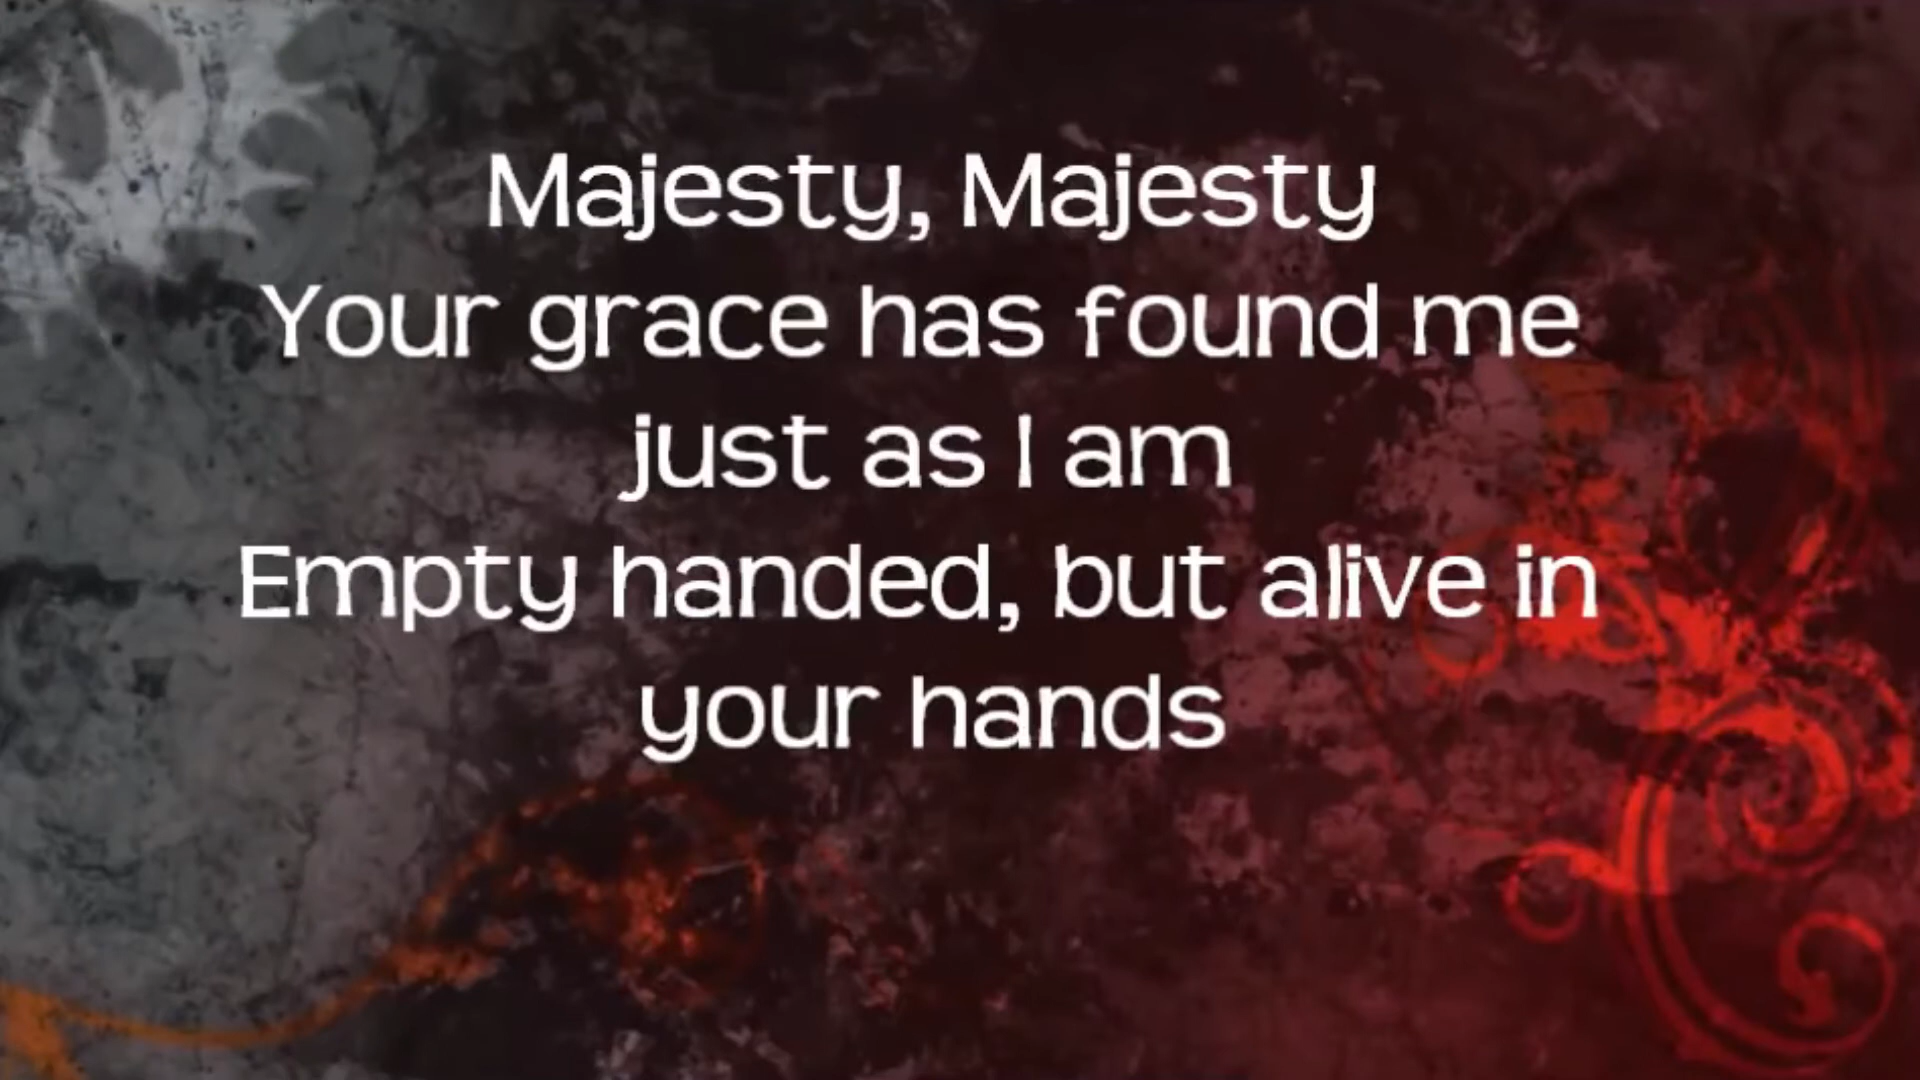 Majesty, Majesty
Your grace has found me
just as I am
Empty handed, but alive in
your hands